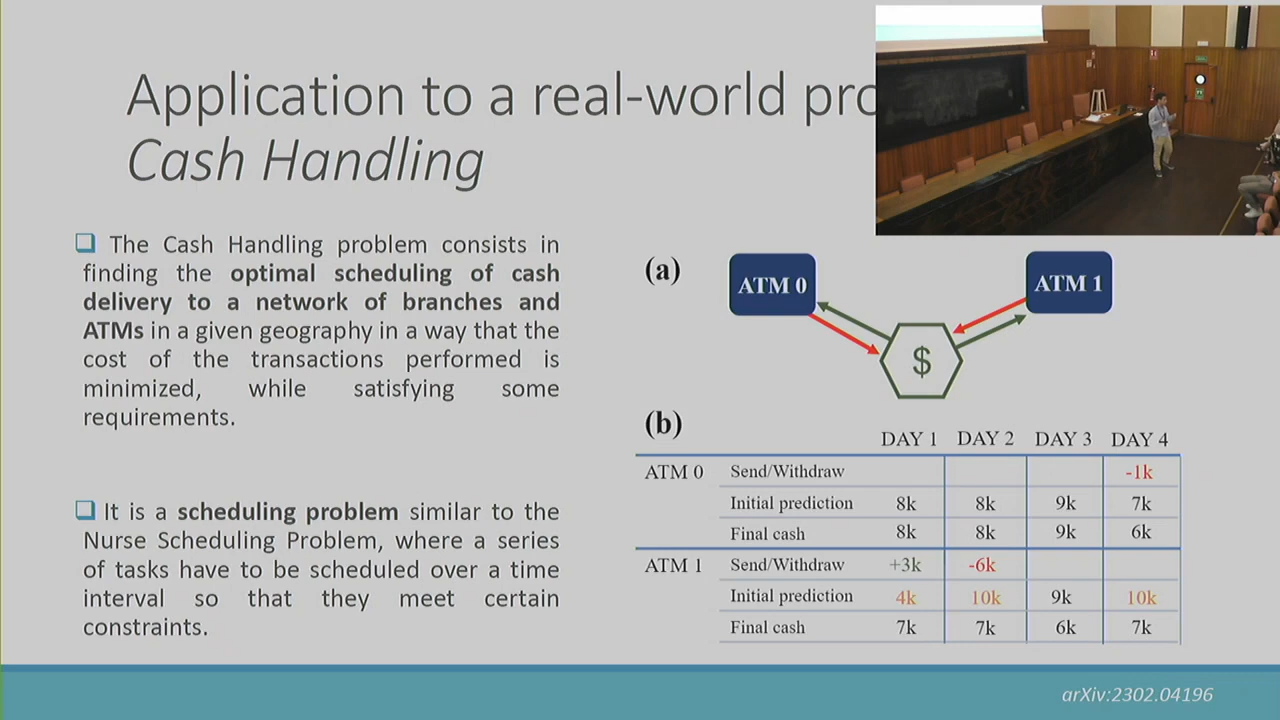 Application to a real-world pro
Cash Handling
The Cash Handling problem consists in
finding the optimal scheduling of cash
delivery to a network of branches and
ATMs in a given geography in a way that the
cost of the transactions performed is
minimized, while satisfying some
requirements.
It is a scheduling problem similar to the
Nurse Scheduling Problem, where a series
of tasks have to be scheduled over a time
interval so that they meet certain
constraints.
(a)
ATM 0
ATM 1
$
(b)
DAY 1 DAY 2 DAY 3 DAY 4
ATM 0 Send/Withdraw -1k
Initial prediction 8k 8k 9k 7k
Final cash 8k 8k 9k 6k
ATM 1 Send/Withdraw +3k -6k
Initial prediction 4k 10k 9k 10k
Final cash 7k 7k 6k 7k
arXiv:2302.04196